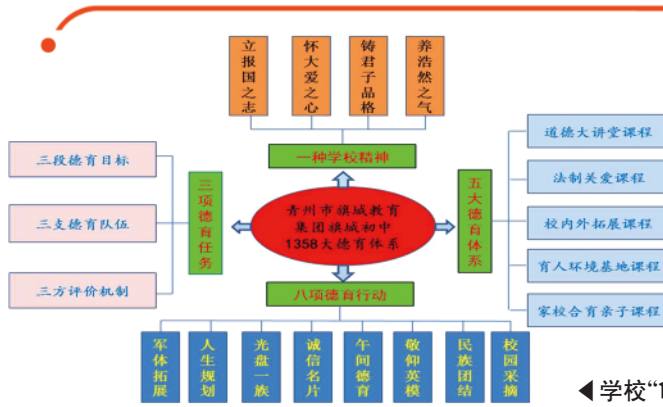 立报国之志
怀大爱之心
铸君子品格
养浩然之气
一种学校精神
三段德育目标
三支德育队伍
三方评价机制
三项德育任务
青州市旗城教育
集团旗城初中
1358大德育体系
五大德育体系
道德大讲堂课程
法制关爱课程
校内外拓展课程
育人环境基地课程
家校合育亲子课程
八项德育行动
军体拓展
人生规划
光盘一族
诚信名片
午间德育
敬仰英模
民族团结
校园采摘
◀学校“